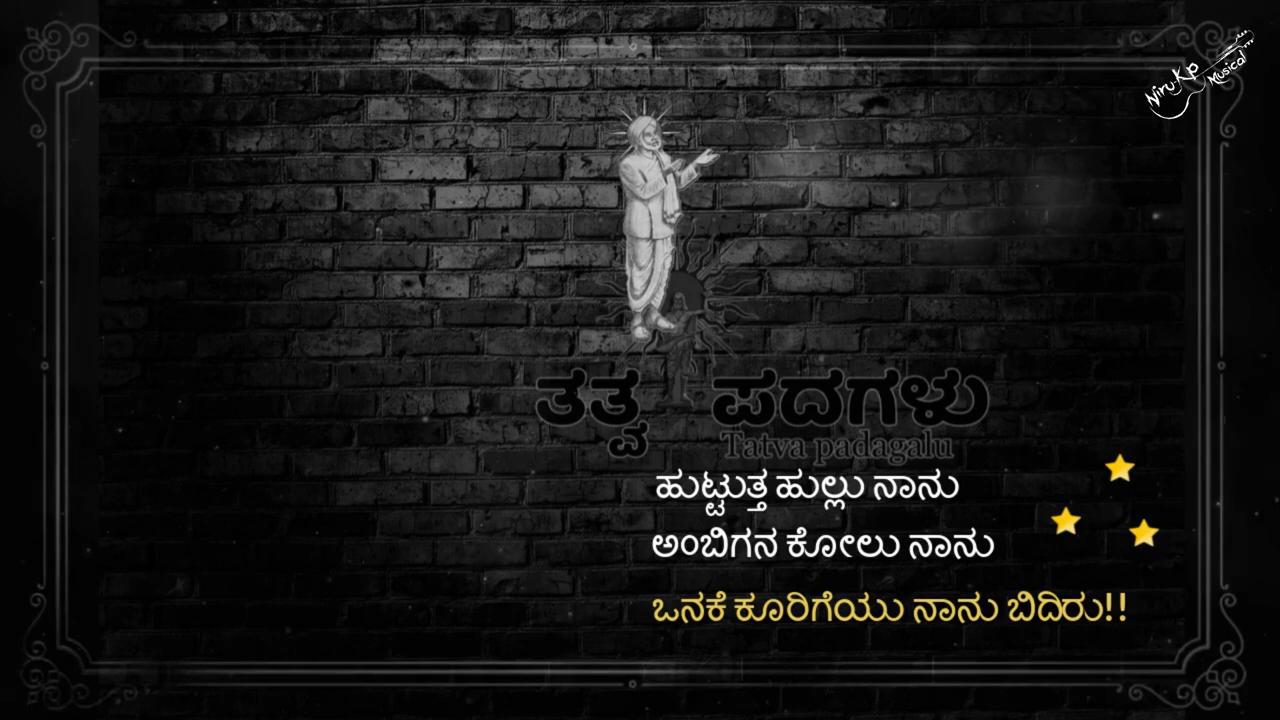 Niru Kp
Musical
ತತ್ವ ಪದಗಳು
Tatva padagalu
ಹುಟ್ಟುತ್ತ ಹುಲ್ಲು ನಾನು
ಅಂಬಿಗನ ಕೋಲು ನಾನು
ಒನಕೆ ಕೂರಿಗೆಯು ನಾನು ಬಿದಿರು!!